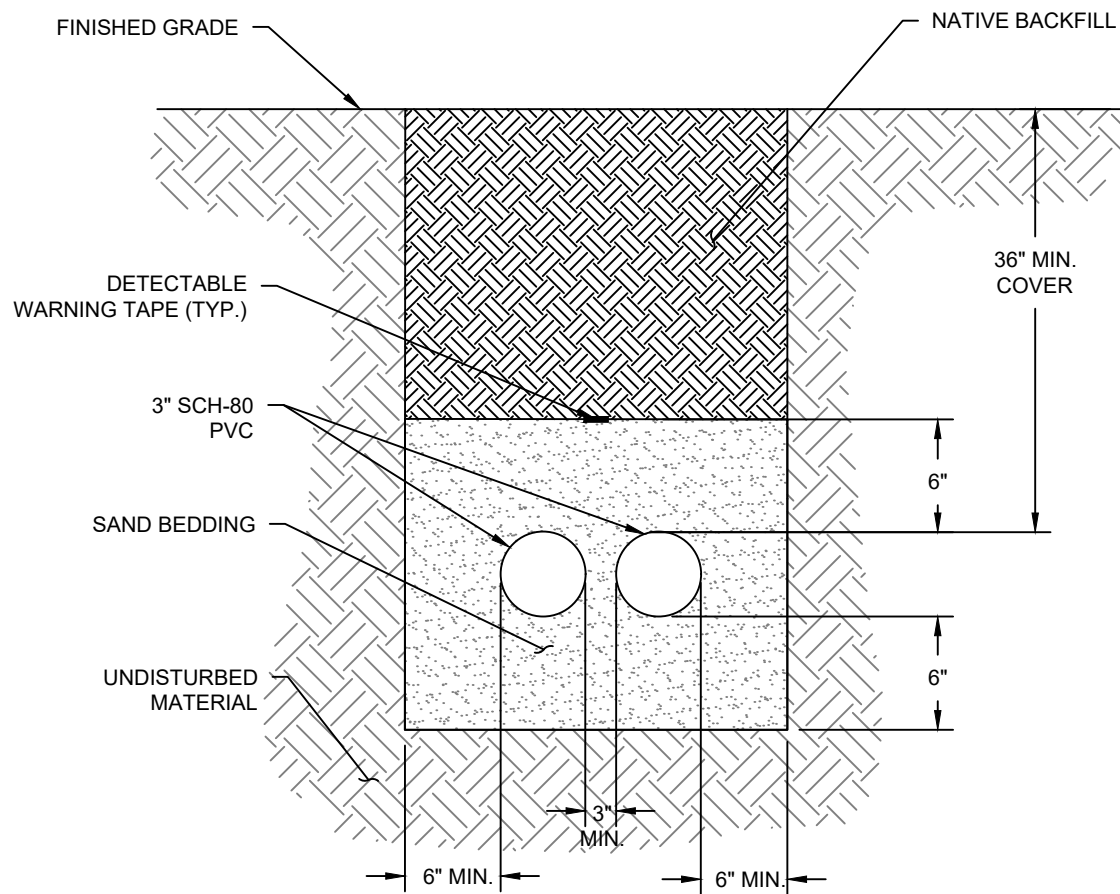 FINISHED GRADE
NATIVE BACKFILL
36" MIN.
COVER
DETECTABLE
WARNING TAPE (TYP.)
3" SCH-80
PVC
6"
SAND BEDDING
UNDISTURBED
MATERIAL
6"
3"
MIN.
6" MIN.
6" MIN.